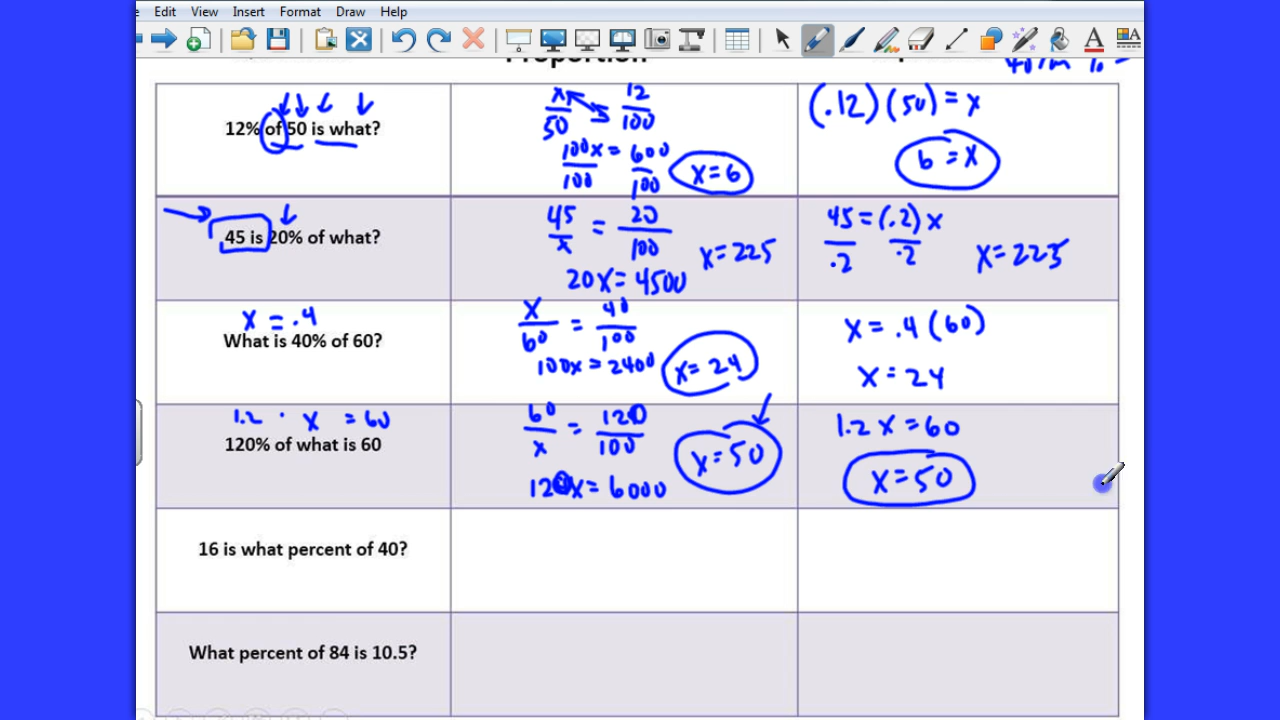 Edit View Insert Format Draw Help
Proportion
12% of 50 is what?
x/50 12/100
100x/100 = 600/100
x=6
(.12)(50)=x
6=x
45 is 20% of what?
45/x = 20/100
20x=4500
x=225
45=(.2)x
.2 .2
x=225
x = .4
What is 40% of 60?
x/60 = 40/100
100x=2400
x=24
x=.4(60)
x=24
1.2 · x =60
120% of what is 60
60/x = 120/100
120x=6000
x=50
1.2x=60
x=50
16 is what percent of 40?
What percent of 84 is 10.5?